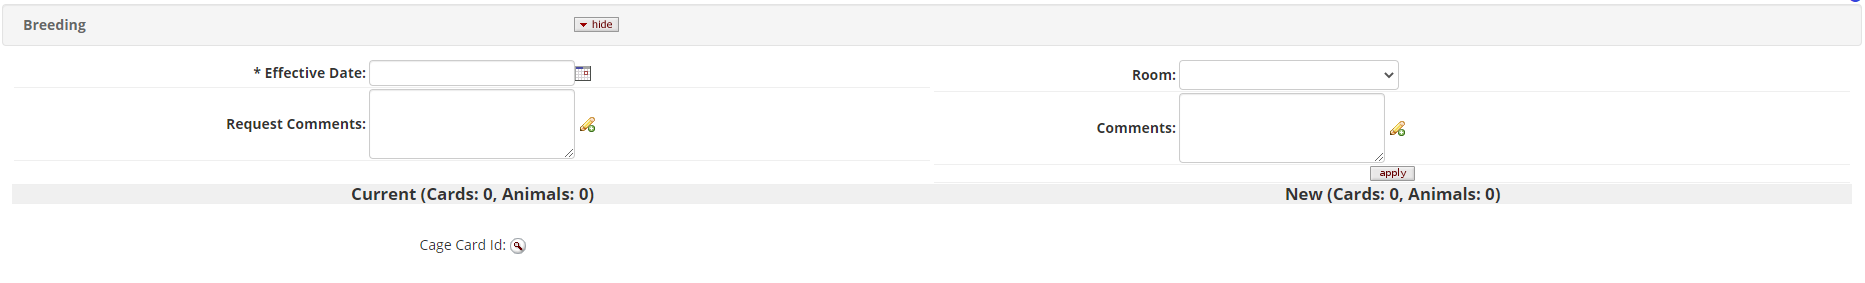 Breeding
hide
* Effective Date:
Room:
Request Comments:
Comments:
apply
Current (Cards: 0, Animals: 0)
New (Cards: 0, Animals: 0)
Cage Card Id: